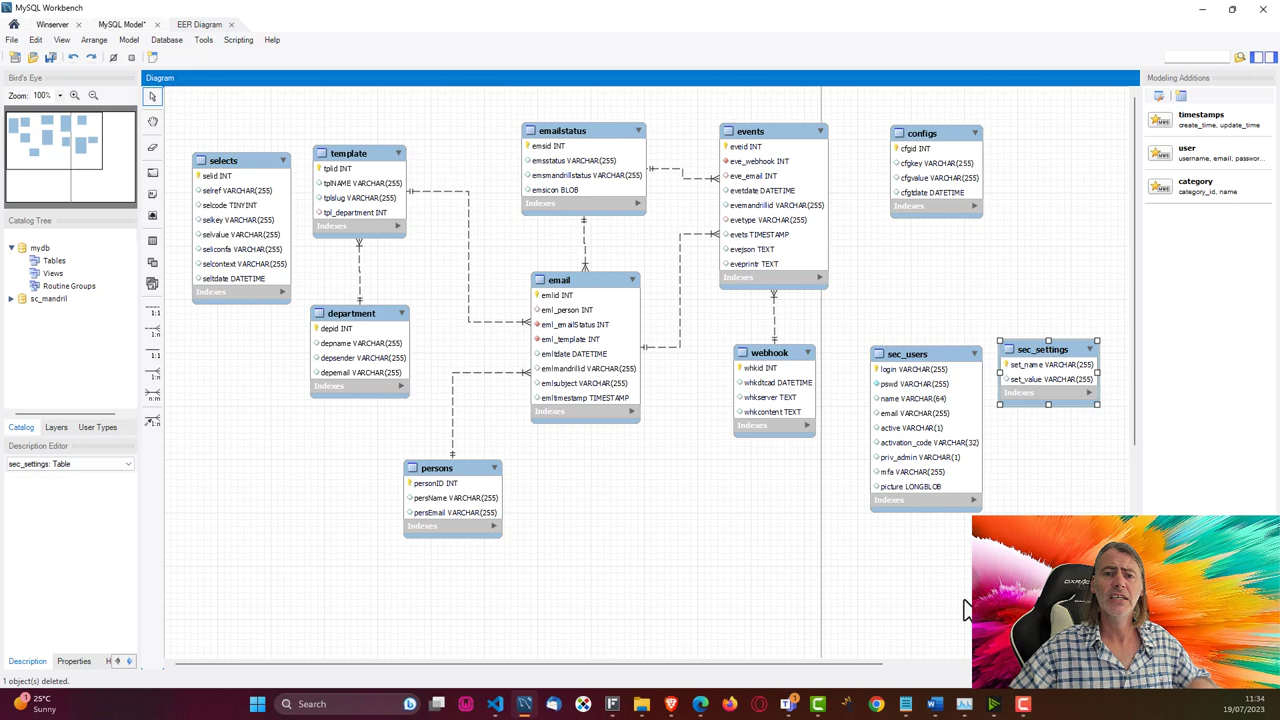 MySQL Workbench
Winserver
MySQL Model*
EER Diagram
File
Edit
View
Arrange
Model
Database
Tools
Scripting
Help
Bird's Eye
Zoom: 100%
Catalog Tree
mydb
Tables
Views
Routine Groups
sc_mandril
Catalog
Layers
User Types
Description Editor
sec_settings: Table
Description
Properties
H
1 object(s) deleted.
Diagram
1:1
1:n
1:1
1:n
n:m
1:n
selects
selid INT
selref VARCHAR(255)
selcode TINYINT
selkey VARCHAR(255)
selvalue VARCHAR(255)
seliconfa VARCHAR(255)
selcontext VARCHAR(255)
seltdate DATETIME
Indexes
template
tplid INT
tplNAME VARCHAR(255)
tplslug VARCHAR(255)
tpl_department INT
Indexes
department
depid INT
depname VARCHAR(255)
depsender VARCHAR(255)
depemail VARCHAR(255)
Indexes
persons
personID INT
persName VARCHAR(255)
persEmail VARCHAR(255)
Indexes
emailstatus
emsid INT
emsstatus VARCHAR(255)
emsmandrillstatus VARCHAR(255)
emsicon BLOB
Indexes
email
emlid INT
eml_person INT
eml_emailStatus INT
eml_template INT
emltdate DATETIME
emlmandrillid VARCHAR(255)
emlsubject VARCHAR(255)
emltimestamp TIMESTAMP
Indexes
events
eveid INT
eve_webhook INT
eve_email INT
evetdate DATETIME
evemandrillid VARCHAR(255)
evetype VARCHAR(255)
evets TIMESTAMP
evejson TEXT
eveprintr TEXT
Indexes
webhook
whkid INT
whkdtcad DATETIME
whkserver TEXT
whkcontent TEXT
Indexes
configs
cfgid INT
cfgkey VARCHAR(255)
cfgvalue VARCHAR(255)
cfgtdate DATETIME
Indexes
sec_users
login VARCHAR(255)
pswd VARCHAR(255)
name VARCHAR(64)
email VARCHAR(255)
active VARCHAR(1)
activation_code VARCHAR(32)
priv_admin VARCHAR(1)
mfa VARCHAR(255)
picture LONGBLOB
Indexes
sec_settings
set_name VARCHAR(255)
set_value VARCHAR(255)
Indexes
Modeling Additions
timestamps
create_time, update_time
user
username, email, passwor...
category
category_id, name
DXRACER
25°C
Sunny
Search
11:34
19/07/2023